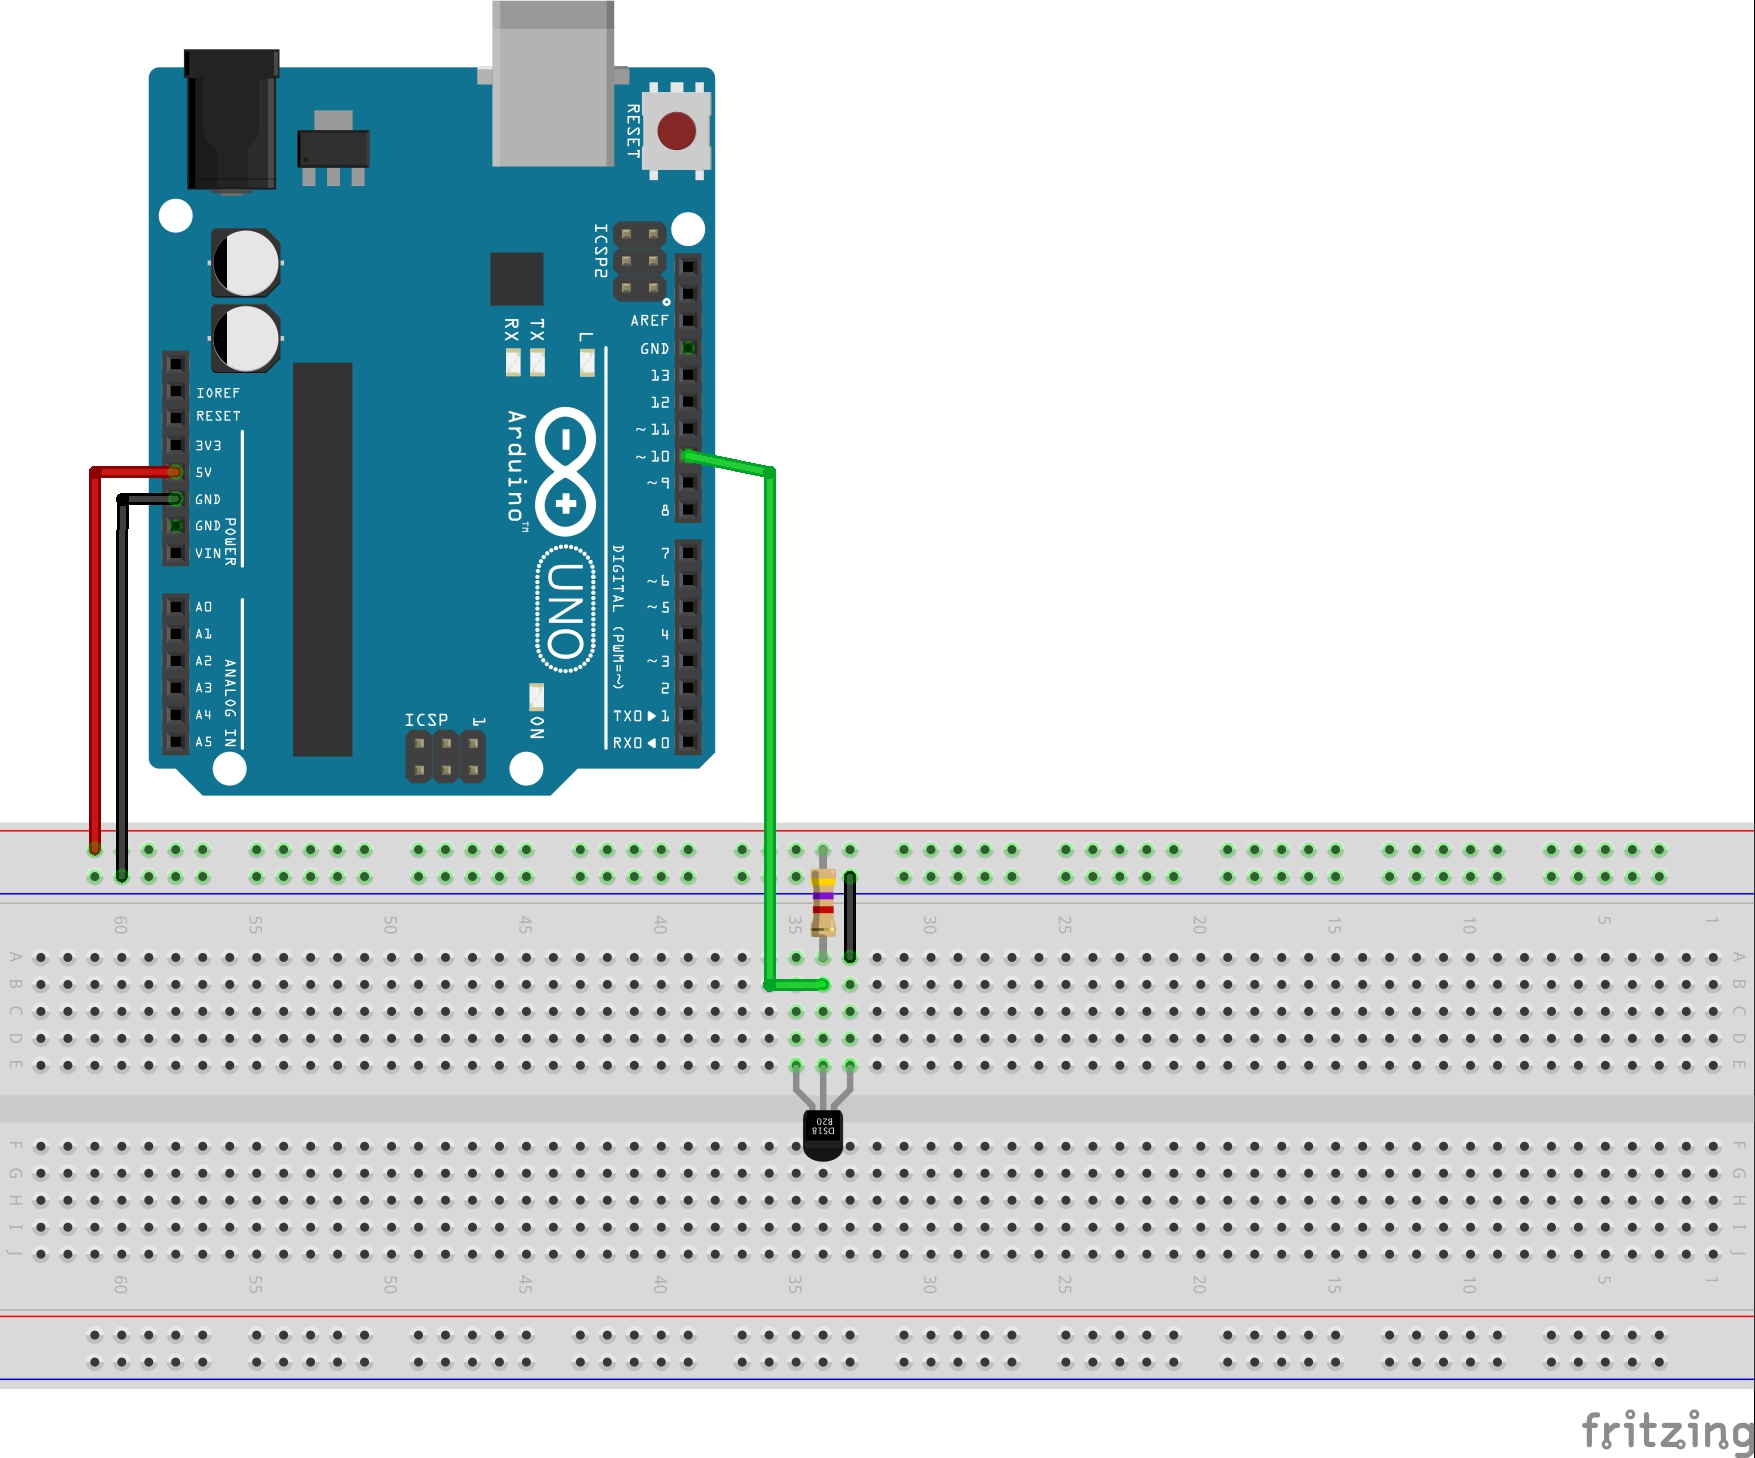 RESET
ICSP2
AREF
GND
13
12
~11
~10
~9
8
RX
TX
L
IOREF
RESET
3V3
5V
GND
GND
VIN
POWER
Arduino™
UNO
DIGITAL (PWM=~)
7
~6
~5
4
~3
2
TX0▶1
RX0◀0
A0
A1
A2
A3
A4
A5
ANALOG IN
ICSP
1
ON
60 55 50 45 40 35 30 25 20 15 10 5 1
A A
B B
C C
D D
E E
DS18
B20
F F
G G
H H
I I
J J
60 55 50 45 40 35 30 25 20 15 10 5 1
fritzing